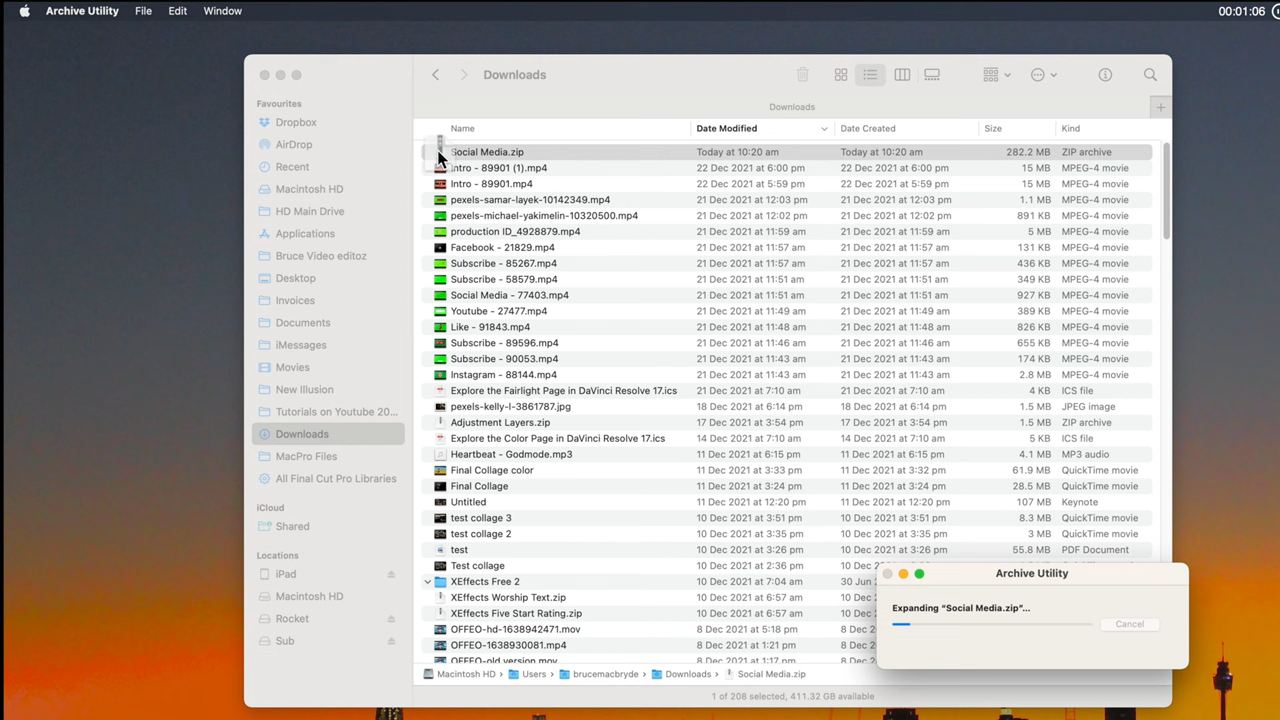 Archive Utility File Edit Window 00:01:06
Downloads
Favourites
Dropbox
AirDrop
Recent
Macintosh HD
HD Main Drive
Applications
Bruce Video editoz
Desktop
Invoices
Documents
iMessages
Movies
New Illusion
Tutorials on Youtube 20...
Downloads
MacPro Files
All Final Cut Pro Libraries
iCloud
Shared
Locations
iPad
Macintosh HD
Rocket
Sub
Downloads
Name Date Modified Date Created Size Kind
Social Media.zip Today at 10:20 am Today at 10:20 am 282.2 MB ZIP archive
Intro - 89901 (1).mp4 22 Dec 2021 at 6:00 pm 22 Dec 2021 at 6:00 pm 15 MB MPEG-4 movie
Intro - 89901.mp4 22 Dec 2021 at 5:59 pm 22 Dec 2021 at 5:59 pm 15 MB MPEG-4 movie
pexels-samar-layek-10142349.mp4 21 Dec 2021 at 12:03 pm 21 Dec 2021 at 12:03 pm 1.1 MB MPEG-4 movie
pexels-michael-yakimelin-10320500.mp4 21 Dec 2021 at 12:02 pm 21 Dec 2021 at 12:02 pm 891 KB MPEG-4 movie
production ID_4928879.mp4 21 Dec 2021 at 11:59 am 21 Dec 2021 at 11:59 am 5 MB MPEG-4 movie
Facebook - 21829.mp4 21 Dec 2021 at 11:57 am 21 Dec 2021 at 11:57 am 131 KB MPEG-4 movie
Subscribe - 85267.mp4 21 Dec 2021 at 11:57 am 21 Dec 2021 at 11:57 am 436 KB MPEG-4 movie
Subscribe - 58579.mp4 21 Dec 2021 at 11:51 am 21 Dec 2021 at 11:51 am 349 KB MPEG-4 movie
Social Media - 77403.mp4 21 Dec 2021 at 11:51 am 21 Dec 2021 at 11:51 am 927 KB MPEG-4 movie
Youtube - 27477.mp4 21 Dec 2021 at 11:49 am 21 Dec 2021 at 11:49 am 389 KB MPEG-4 movie
Like - 91843.mp4 21 Dec 2021 at 11:48 am 21 Dec 2021 at 11:48 am 826 KB MPEG-4 movie
Subscribe - 89596.mp4 21 Dec 2021 at 11:46 am 21 Dec 2021 at 11:46 am 655 KB MPEG-4 movie
Subscribe - 90053.mp4 21 Dec 2021 at 11:43 am 21 Dec 2021 at 11:43 am 174 KB MPEG-4 movie
Instagram - 88144.mp4 21 Dec 2021 at 11:43 am 21 Dec 2021 at 11:43 am 2.8 MB MPEG-4 movie
Explore the Fairlight Page in DaVinci Resolve 17.ics 21 Dec 2021 at 7:10 am 21 Dec 2021 at 7:10 am 4 KB ICS file
pexels-kelly-l-3861787.jpg 18 Dec 2021 at 6:14 pm 18 Dec 2021 at 6:14 pm 1.5 MB JPEG image
Adjustment Layers.zip 17 Dec 2021 at 3:54 pm 17 Dec 2021 at 3:54 pm 1.5 MB ZIP archive
Explore the Color Page in DaVinci Resolve 17.ics 14 Dec 2021 at 7:10 am 14 Dec 2021 at 7:10 am 5 KB ICS file
Heartbeat - Godmode.mp3 11 Dec 2021 at 6:15 pm 11 Dec 2021 at 6:15 pm 4.1 MB MP3 audio
Final Collage color 11 Dec 2021 at 3:33 pm 11 Dec 2021 at 3:32 pm 61.9 MB QuickTime movie
Final Collage 11 Dec 2021 at 3:24 pm 11 Dec 2021 at 3:24 pm 28.5 MB QuickTime movie
Untitled 11 Dec 2021 at 12:20 pm 11 Dec 2021 at 12:20 pm 107 MB Keynote
test collage 3 10 Dec 2021 at 3:51 pm 10 Dec 2021 at 3:51 pm 8.3 MB QuickTime movie
test collage 2 10 Dec 2021 at 3:35 pm 10 Dec 2021 at 3:35 pm 3 MB QuickTime movie
test 10 Dec 2021 at 3:26 pm 10 Dec 2021 at 3:26 pm 55.8 MB PDF Document
Test collage 10 Dec 2021 at 2:36 pm
XEffects Free 2 10 Dec 2021 at 7:04 am 30 Jun
XEffects Worship Text.zip 10 Dec 2021 at 6:57 am
XEffects Five Start Rating.zip 10 Dec 2021 at 6:57 am
OFFEO-hd-1638942471.mov 8 Dec 2021 at 5:18 pm
OFFEO-1638930081.mp4 8 Dec 2021 at 1:21 pm
OFFEO-old version.mov 8 Dec 2021 at 1:17 pm
Archive Utility
Expanding “Social Media.zip”...
Cancel
Macintosh HD Users brucemacbryde Downloads Social Media.zip
1 of 208 selected, 411.32 GB available